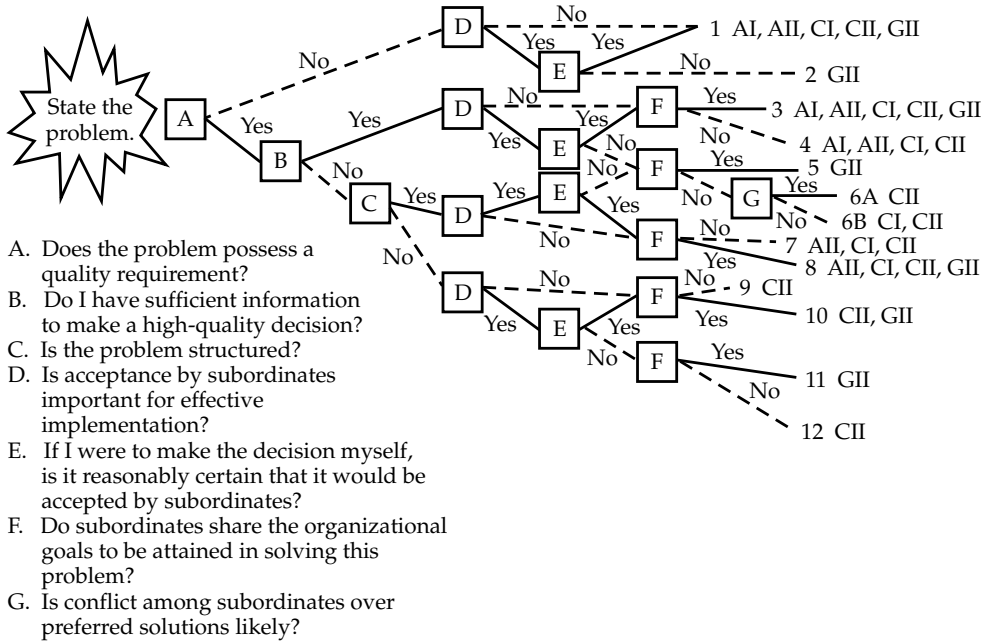 State the
problem.
A
No
Yes
B
Yes
No
C
Yes
No
D
No
Yes
E
Yes
No
1 AI, AII, CI, CII, GII
2 GII
D
No
Yes
E
Yes
No
F
Yes
No
3 AI, AII, CI, CII, GII
4 AI, AII, CI, CII
F
Yes
No
5 GII
G
Yes
No
6A CII
6B CI, CII
D
Yes
No
E
No
Yes
F
No
Yes
7 AII, CI, CII
8 AII, CI, CII, GII
D
No
Yes
E
Yes
No
F
No
Yes
9 CII
10 CII, GII
F
Yes
No
11 GII
12 CII
A. Does the problem possess a
quality requirement?
B. Do I have sufficient information
to make a high-quality decision?
C. Is the problem structured?
D. Is acceptance by subordinates
important for effective
implementation?
E. If I were to make the decision myself,
is it reasonably certain that it would be
accepted by subordinates?
F. Do subordinates share the organizational
goals to be attained in solving this
problem?
G. Is conflict among subordinates over
preferred solutions likely?